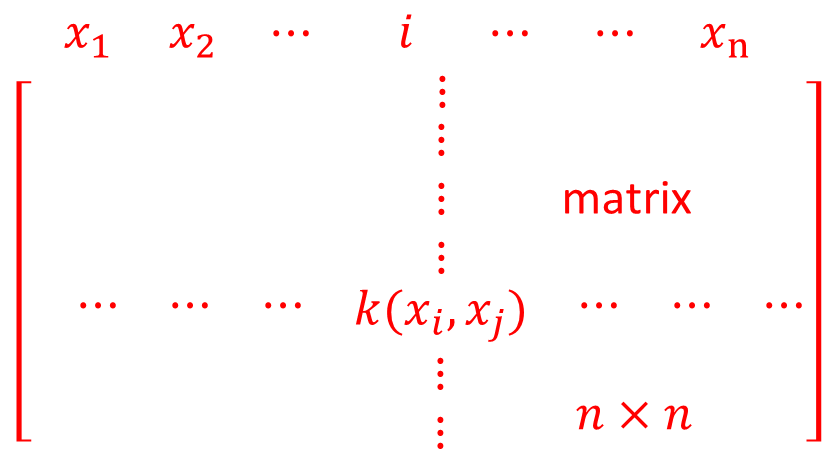 x₁ x₂ ⋯ i ⋯ ⋯ xₙ
⋮
⋮
⋮ matrix
⋮
⋯ ⋯ ⋯ k(xᵢ, xⱼ) ⋯ ⋯ ⋯
⋮
⋮ n × n